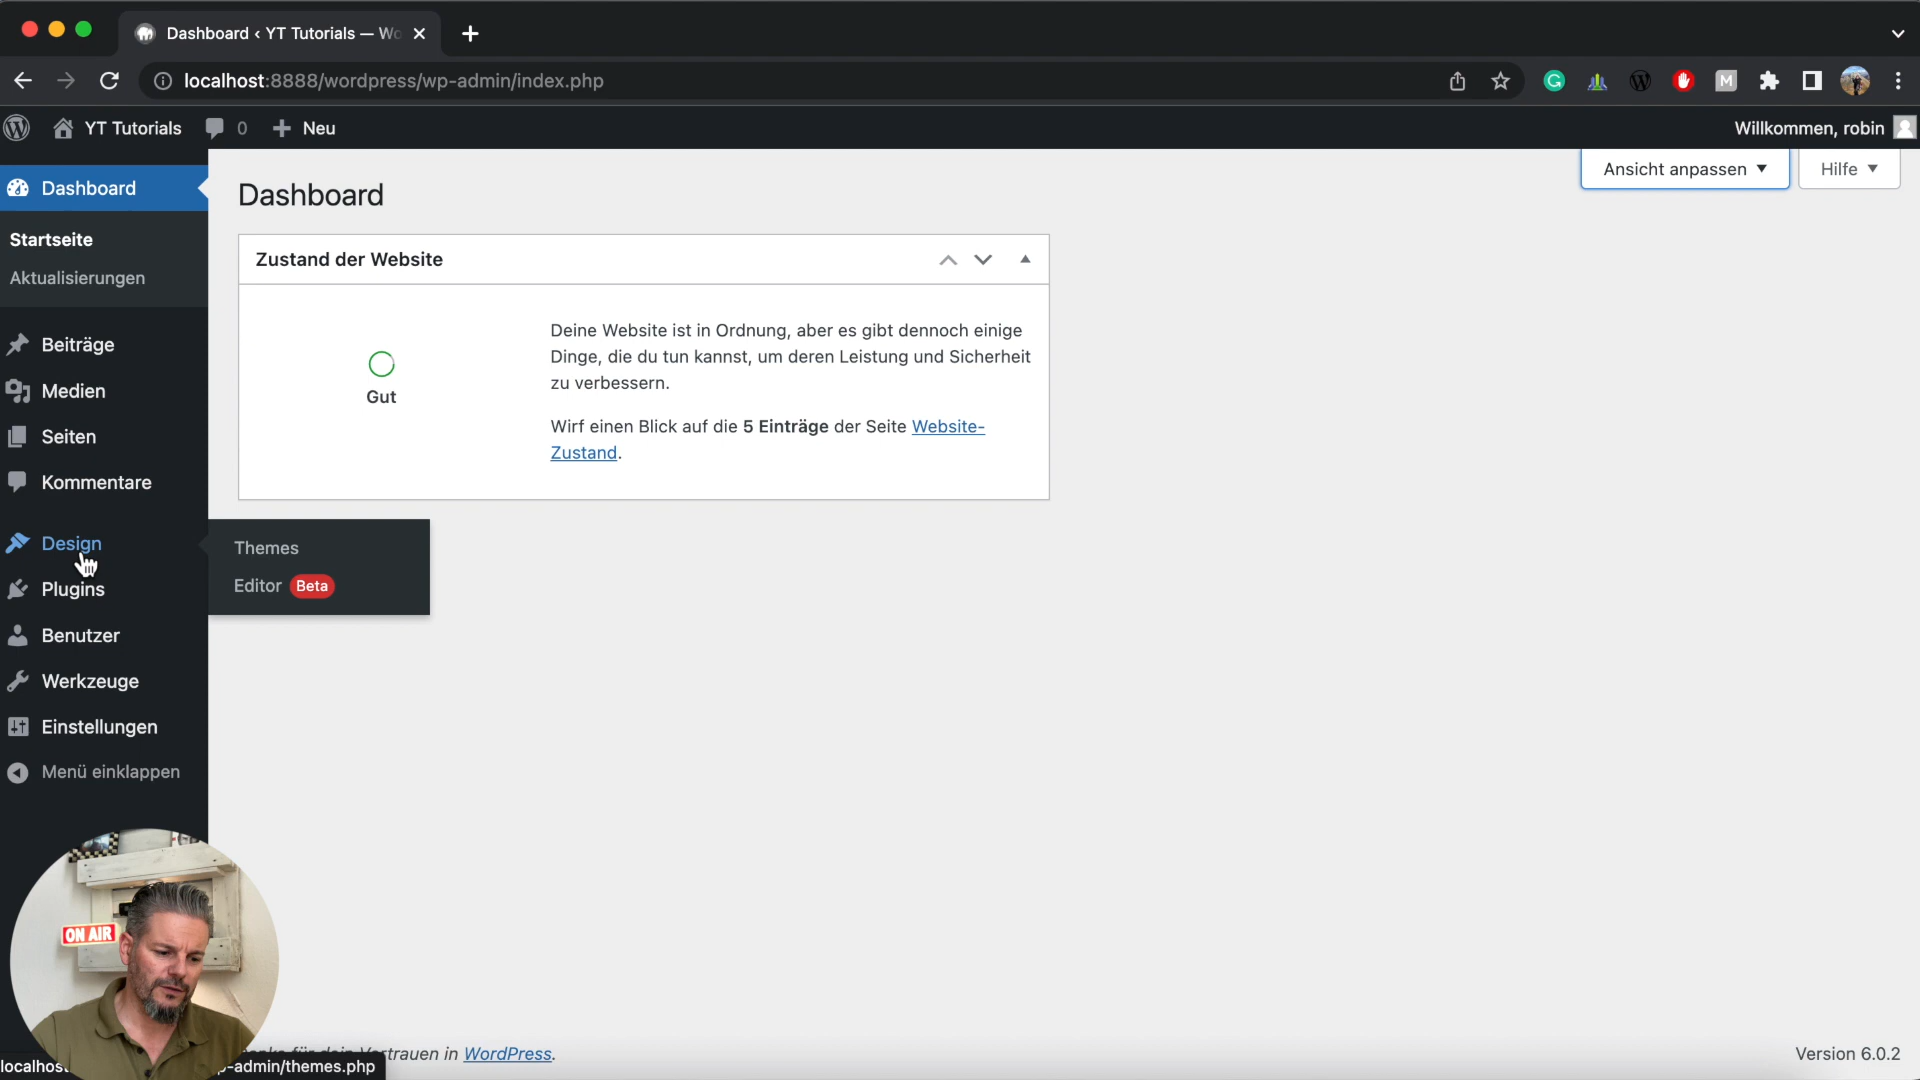 Dashboard ‹ YT Tutorials — Wo
localhost:8888/wordpress/wp-admin/index.php
YT Tutorials
0
Neu
Willkommen, robin
Dashboard
Startseite
Aktualisierungen
Beiträge
Medien
Seiten
Kommentare
Design
Plugins
Benutzer
Werkzeuge
Einstellungen
Menü einklappen
Themes
Editor Beta
Ansicht anpassen
Hilfe
Dashboard
Zustand der Website
Gut
Deine Website ist in Ordnung, aber es gibt dennoch einige
Dinge, die du tun kannst, um deren Leistung und Sicherheit
zu verbessern.
Wirf einen Blick auf die 5 Einträge der Seite Website-
Zustand.
ON AIR
für dein Vertrauen in WordPress.
Version 6.0.2
localhos
-admin/themes.php